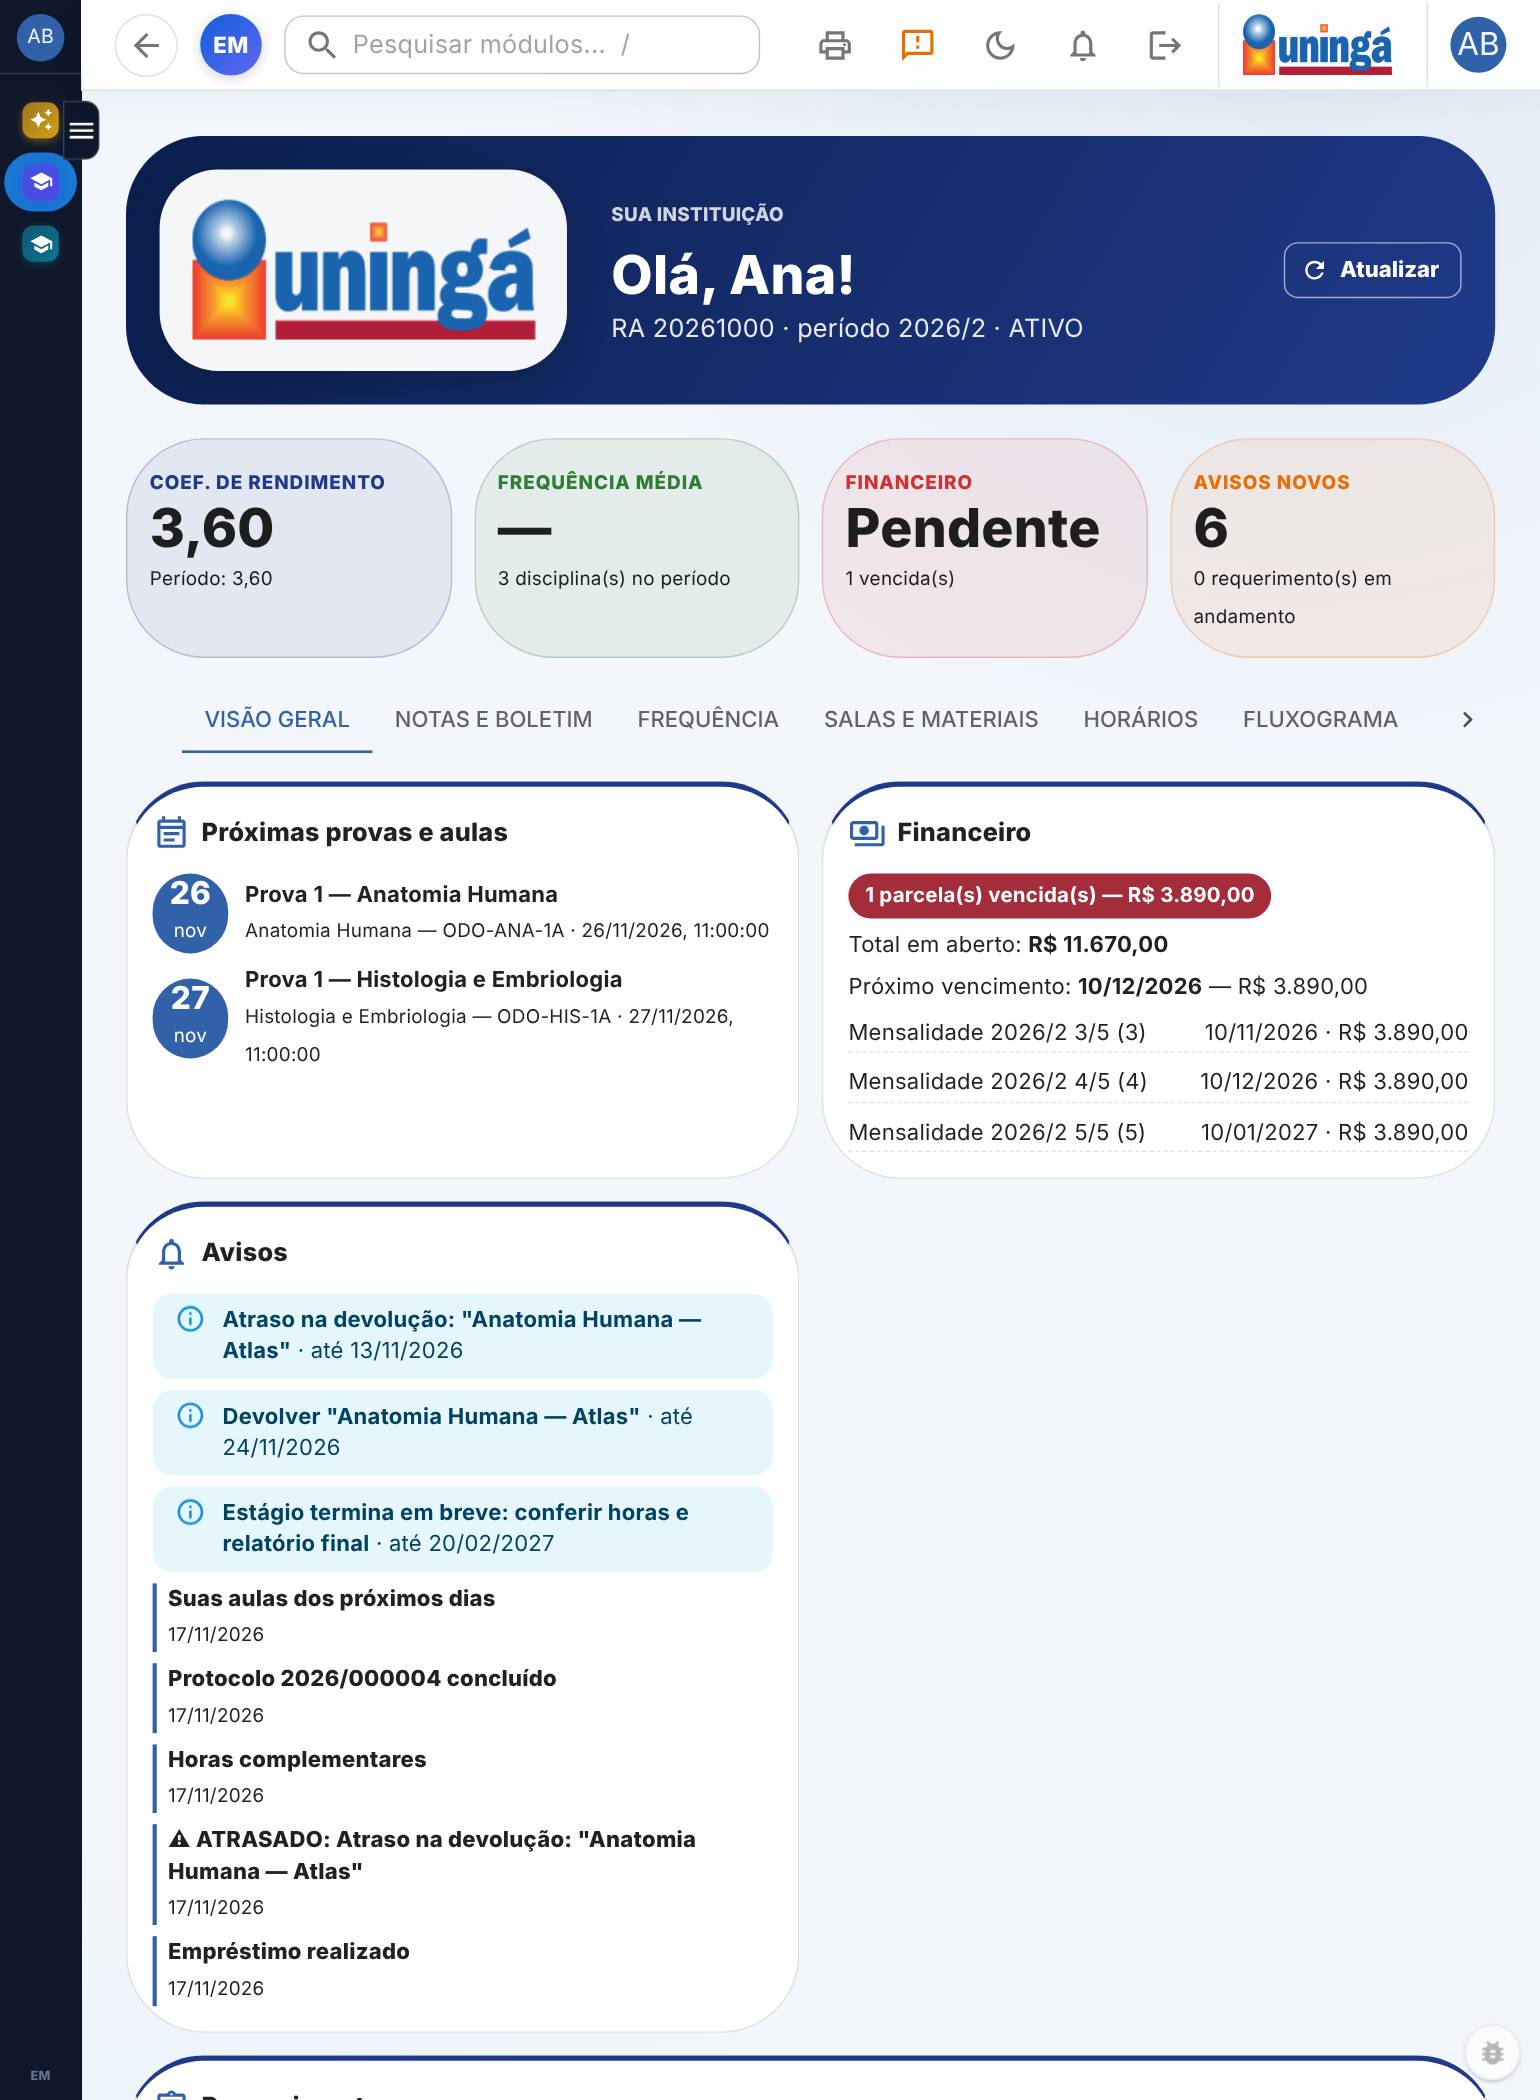 AB
EM
Pesquisar módulos... /
uningá
AB
uningá
SUA INSTITUIÇÃO
Olá, Ana!
RA 20261000 · período 2026/2 · ATIVO
Atualizar
COEF. DE RENDIMENTO
3,60
Período: 3,60
FREQUÊNCIA MÉDIA
—
3 disciplina(s) no período
FINANCEIRO
Pendente
1 vencida(s)
AVISOS NOVOS
6
0 requerimento(s) em
andamento
VISÃO GERAL
NOTAS E BOLETIM
FREQUÊNCIA
SALAS E MATERIAIS
HORÁRIOS
FLUXOGRAMA
Próximas provas e aulas
26
nov
Prova 1 — Anatomia Humana
Anatomia Humana — ODO-ANA-1A · 26/11/2026, 11:00:00
27
nov
Prova 1 — Histologia e Embriologia
Histologia e Embriologia — ODO-HIS-1A · 27/11/2026,
11:00:00
Financeiro
1 parcela(s) vencida(s) — R$ 3.890,00
Total em aberto: R$ 11.670,00
Próximo vencimento: 10/12/2026 — R$ 3.890,00
Mensalidade 2026/2 3/5 (3) 10/11/2026 · R$ 3.890,00
Mensalidade 2026/2 4/5 (4) 10/12/2026 · R$ 3.890,00
Mensalidade 2026/2 5/5 (5) 10/01/2027 · R$ 3.890,00
Avisos
Atraso na devolução: "Anatomia Humana —
Atlas" · até 13/11/2026
Devolver "Anatomia Humana — Atlas" · até
24/11/2026
Estágio termina em breve: conferir horas e
relatório final · até 20/02/2027
Suas aulas dos próximos dias
17/11/2026
Protocolo 2026/000004 concluído
17/11/2026
Horas complementares
17/11/2026
⚠ ATRASADO: Atraso na devolução: "Anatomia
Humana — Atlas"
17/11/2026
Empréstimo realizado
17/11/2026
EM